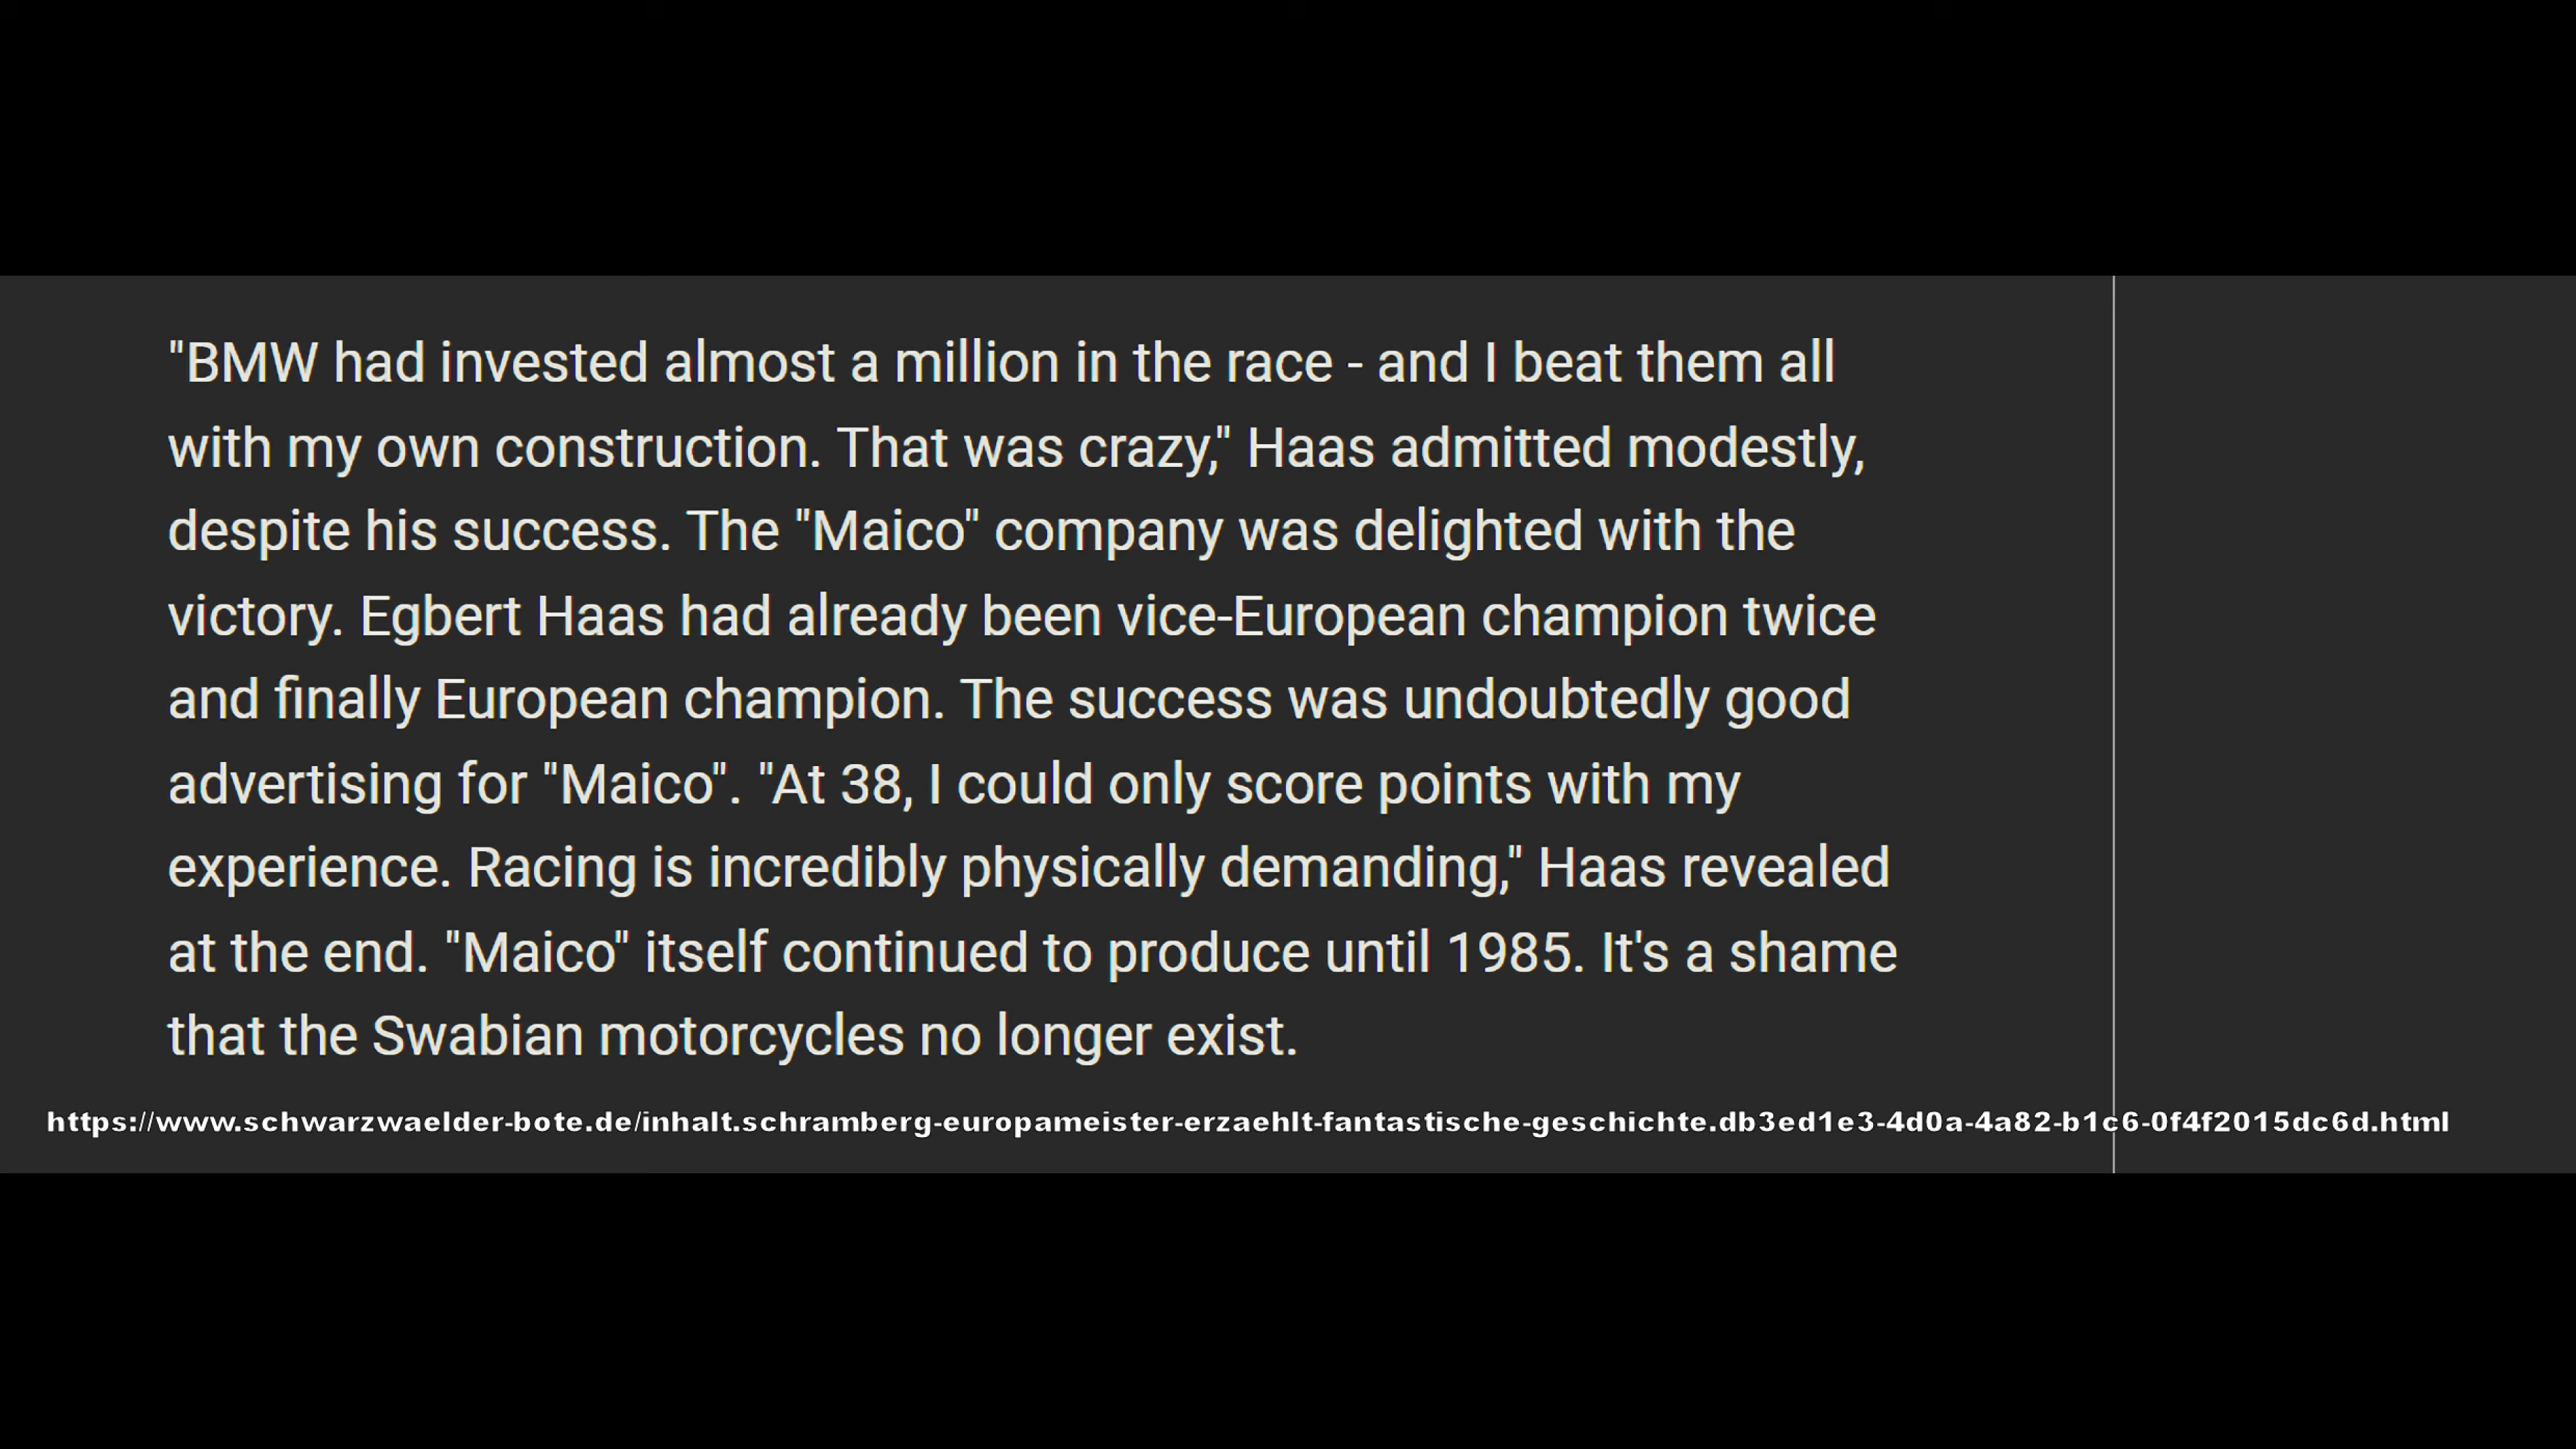 "BMW had invested almost a million in the race - and I beat them all
with my own construction. That was crazy," Haas admitted modestly,
despite his success. The "Maico" company was delighted with the
victory. Egbert Haas had already been vice-European champion twice
and finally European champion. The success was undoubtedly good
advertising for "Maico". "At 38, I could only score points with my
experience. Racing is incredibly physically demanding," Haas revealed
at the end. "Maico" itself continued to produce until 1985. It's a shame
that the Swabian motorcycles no longer exist.
https://www.schwarzwaelder-bote.de/inhalt.schramberg-europameister-erzaehlt-fantastische-geschichte.db3ed1e3-4d0a-4a82-b1c6-0f4f2015dc6d.html